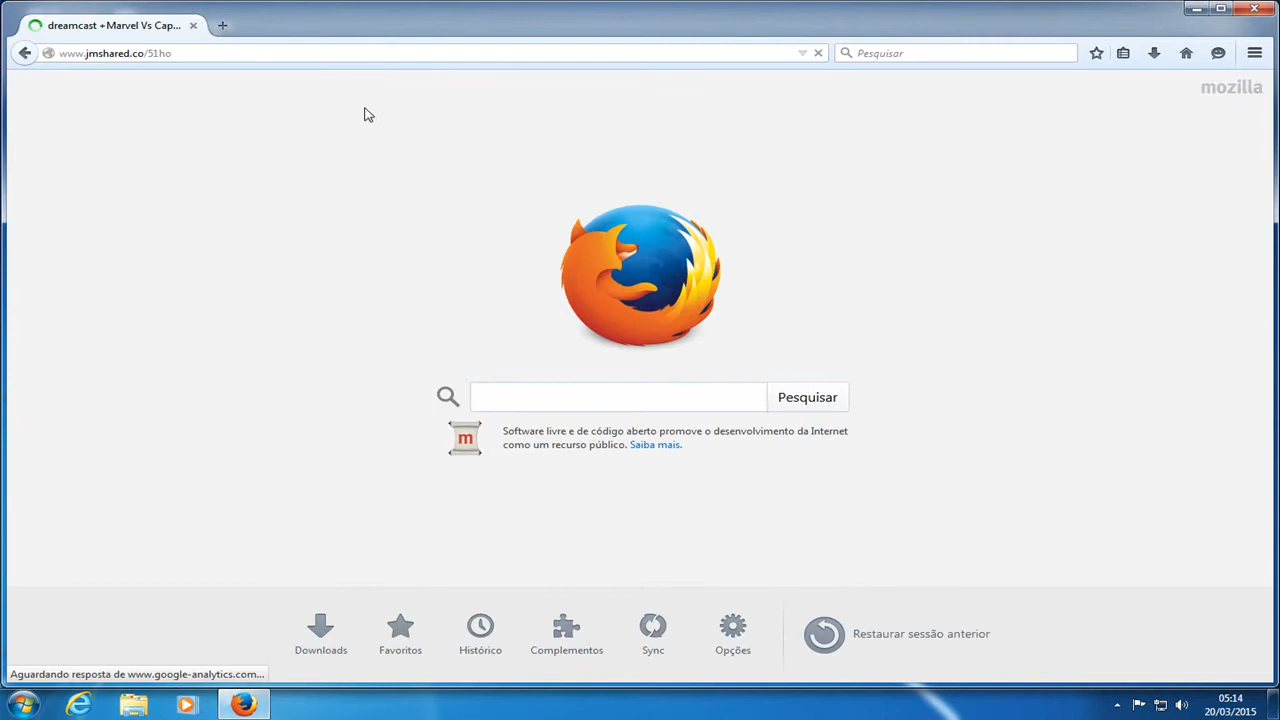 dreamcast +Marvel Vs Cap...
www.jmshared.co/51ho
Pesquisar
mozilla
Pesquisar
m
Software livre e de código aberto promove o desenvolvimento da Internet
como um recurso público. Saiba mais.
Downloads
Favoritos
Histórico
Complementos
Sync
Opções
Restaurar sessão anterior
Aguardando resposta de www.google-analytics.com...
05:14
20/03/2015